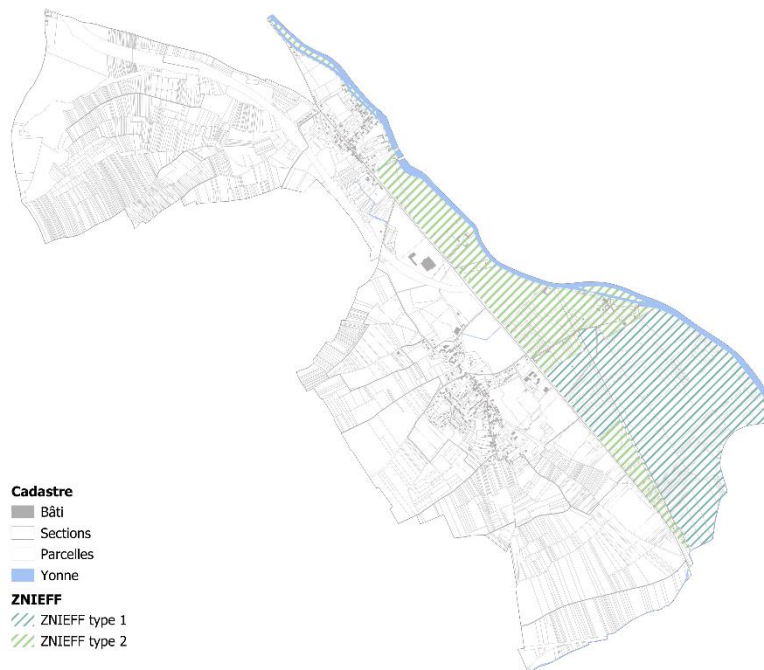 Cadastre
Bâti
Sections
Parcelles
Yonne
ZNIEFF
ZNIEFF type 1
ZNIEFF type 2